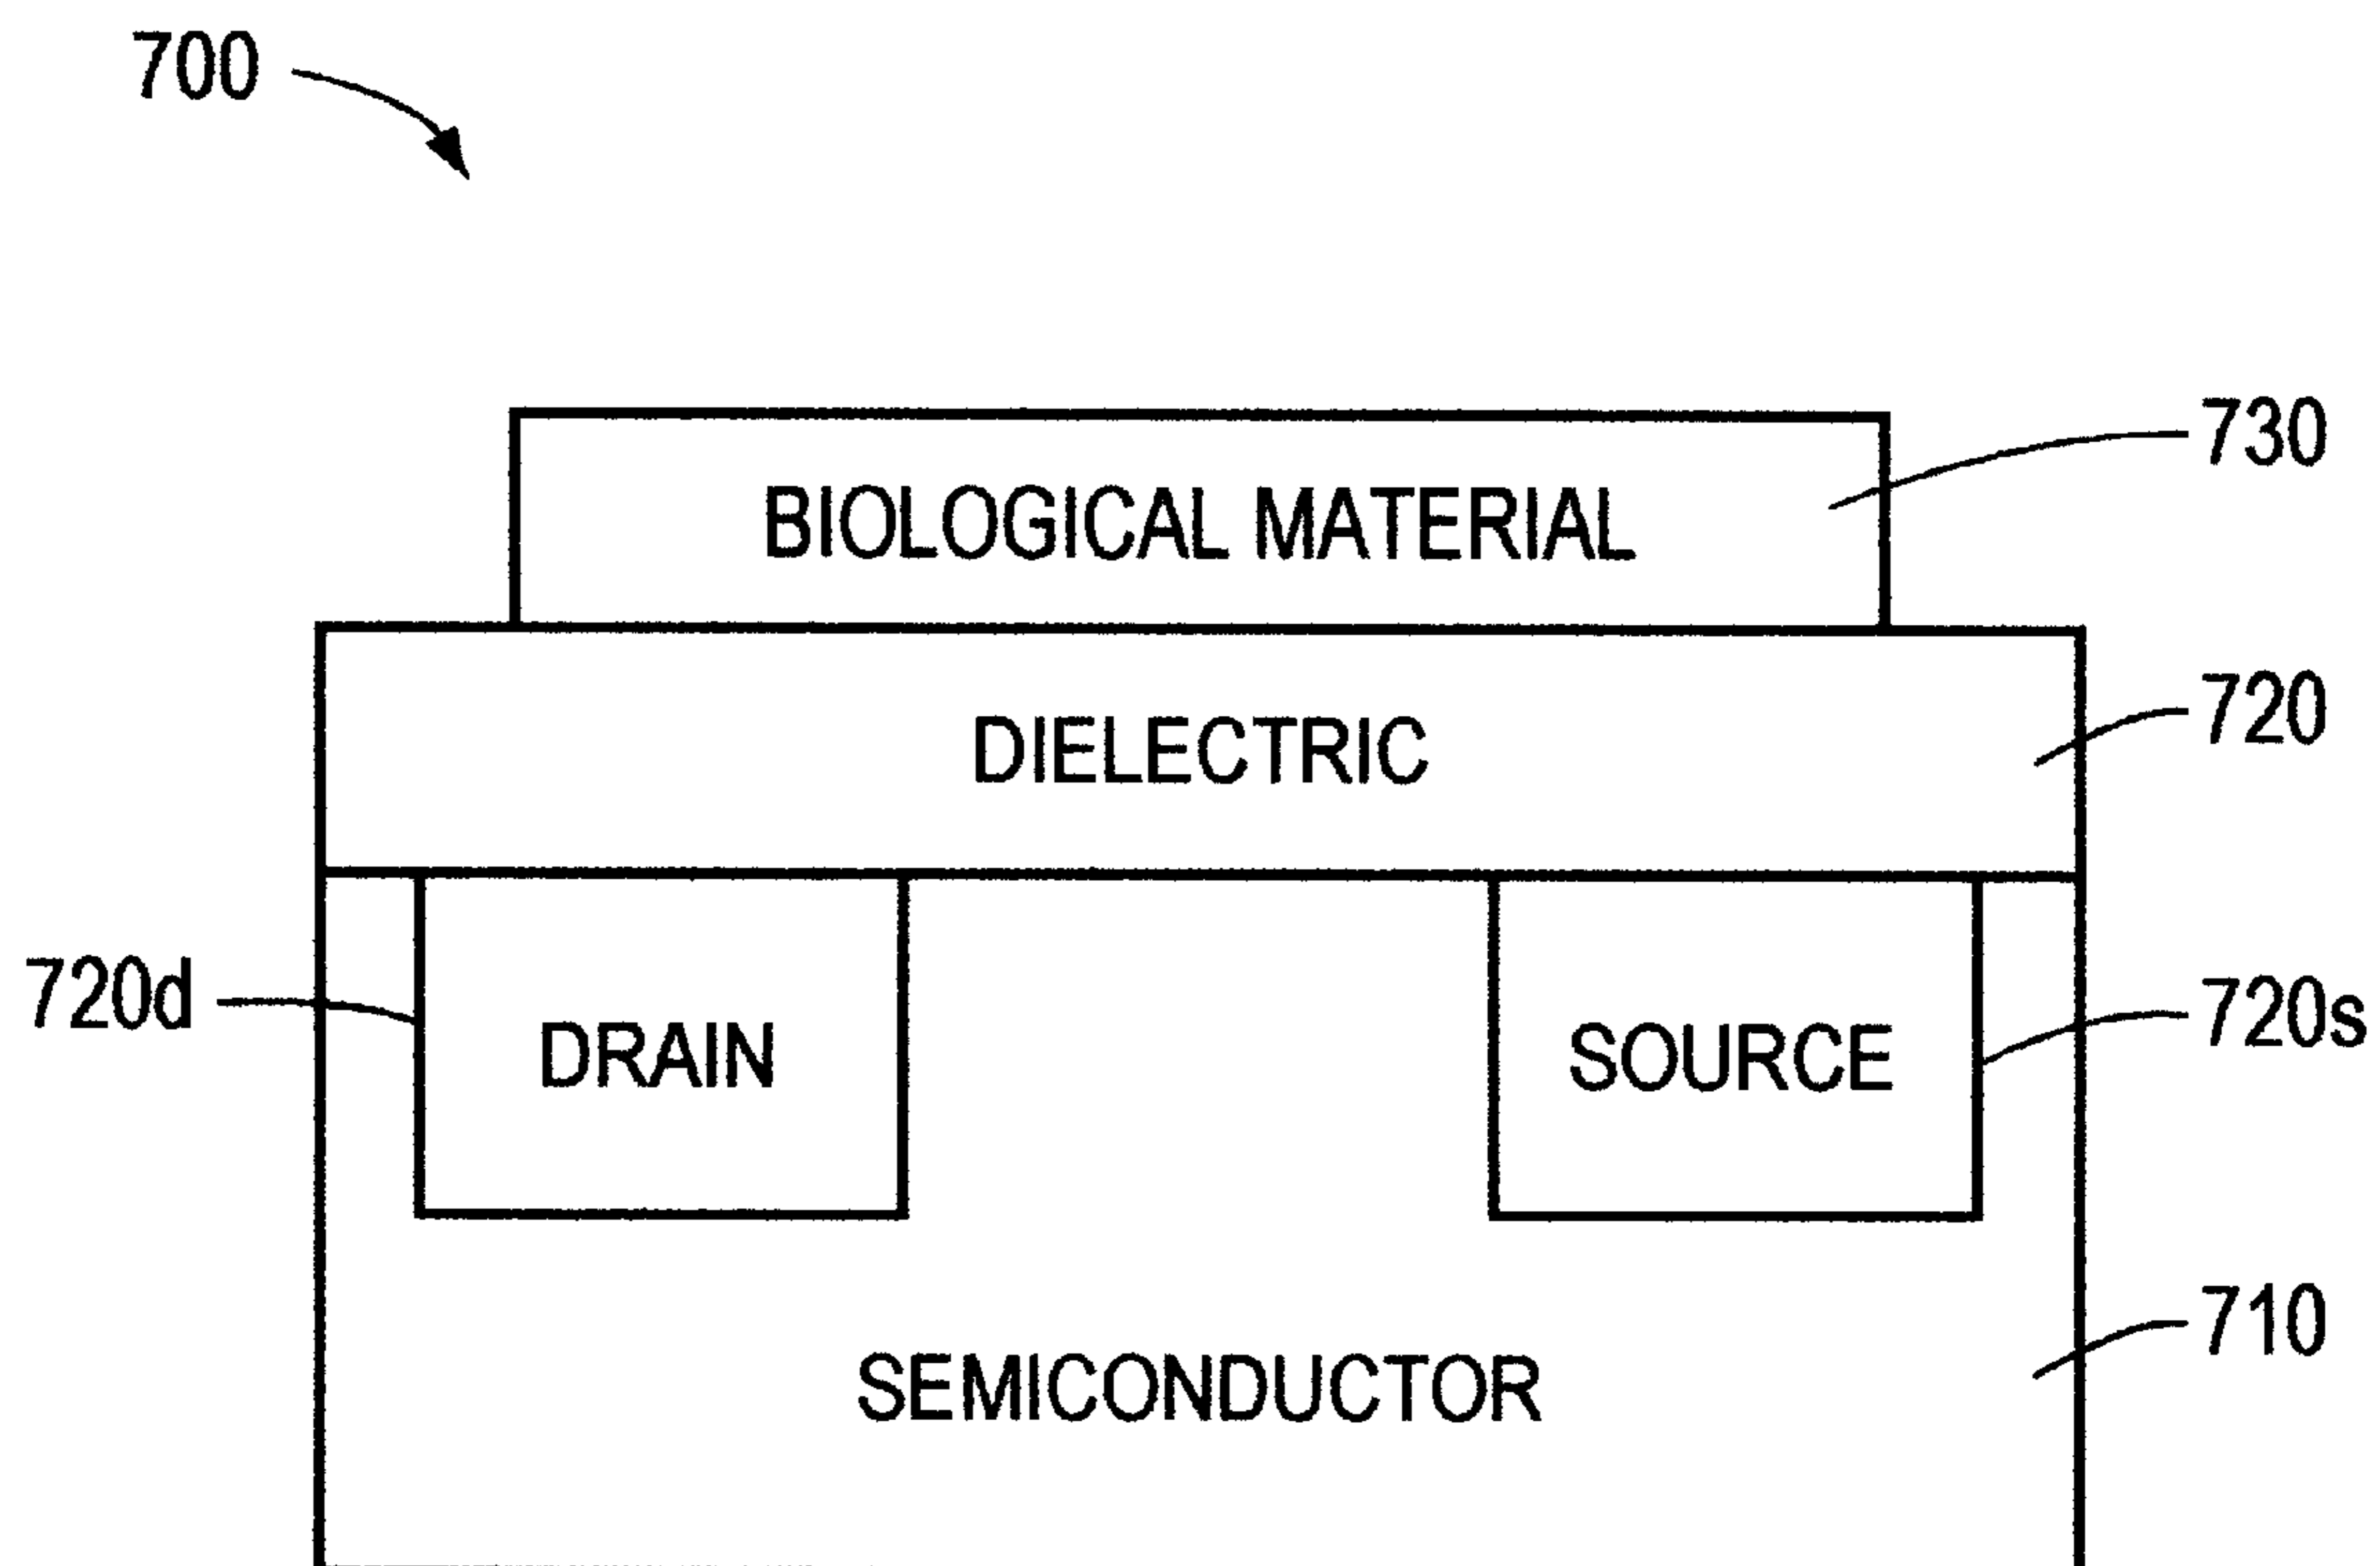 700
BIOLOGICAL MATERIAL
730
DIELECTRIC
720
720d
DRAIN
SOURCE
720s
SEMICONDUCTOR
710